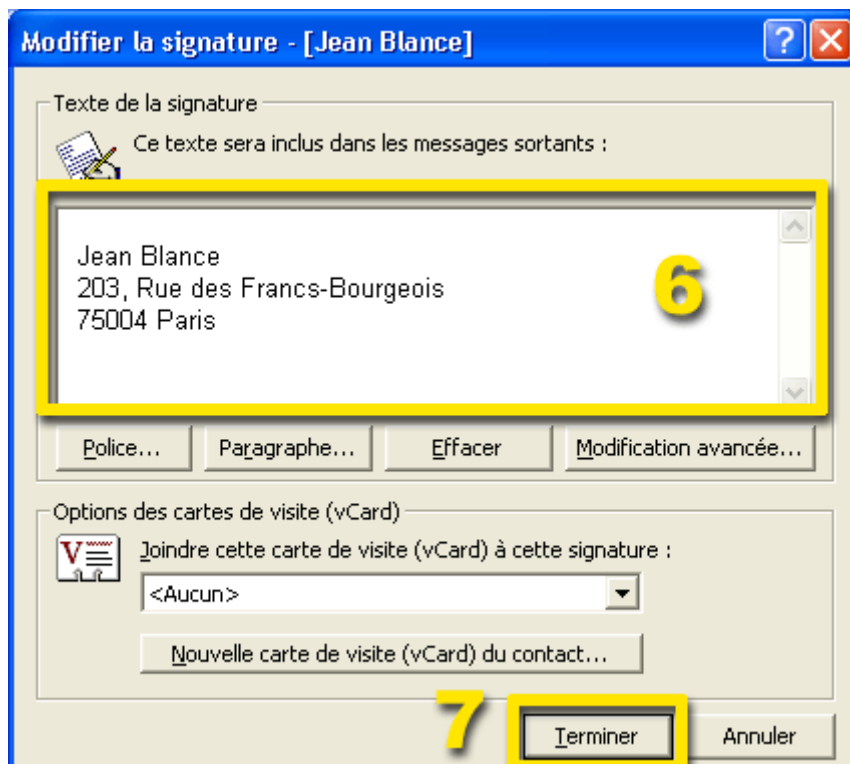 Modifier la signature - [Jean Blance]
Texte de la signature
Ce texte sera inclus dans les messages sortants :
Jean Blance
203, Rue des Francs-Bourgeois
75004 Paris
6
Police... Paragraphe... Effacer Modification avancée...
Options des cartes de visite (vCard)
Joindre cette carte de visite (vCard) à cette signature :
<Aucun>
Nouvelle carte de visite (vCard) du contact...
7 Terminer Annuler